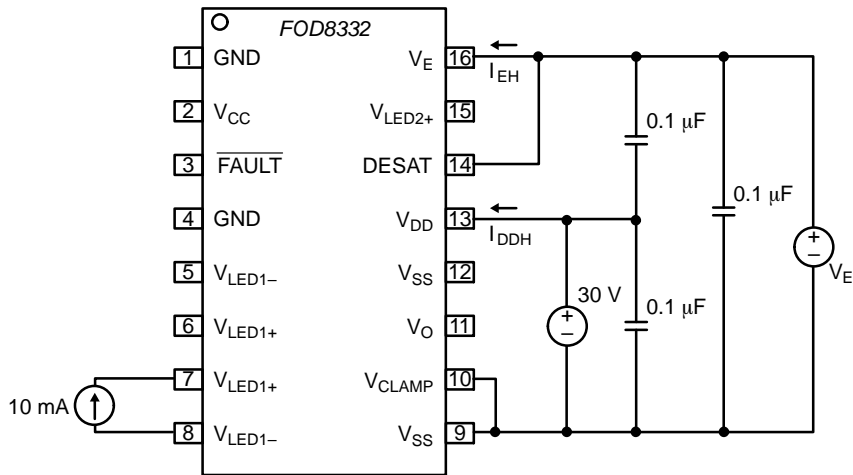 FOD8332
1 GND
2 VCC
3 FAULT
4 GND
5 VLED1–
6 VLED1+
7 VLED1+
8 VLED1–
VE 16
VLED2+ 15
DESAT 14
VDD 13
VSS 12
VO 11
VCLAMP 10
VSS 9
IEH
IDDH
10 mA
30 V
0.1 μF
0.1 μF
0.1 μF
+
–
+
–
VE